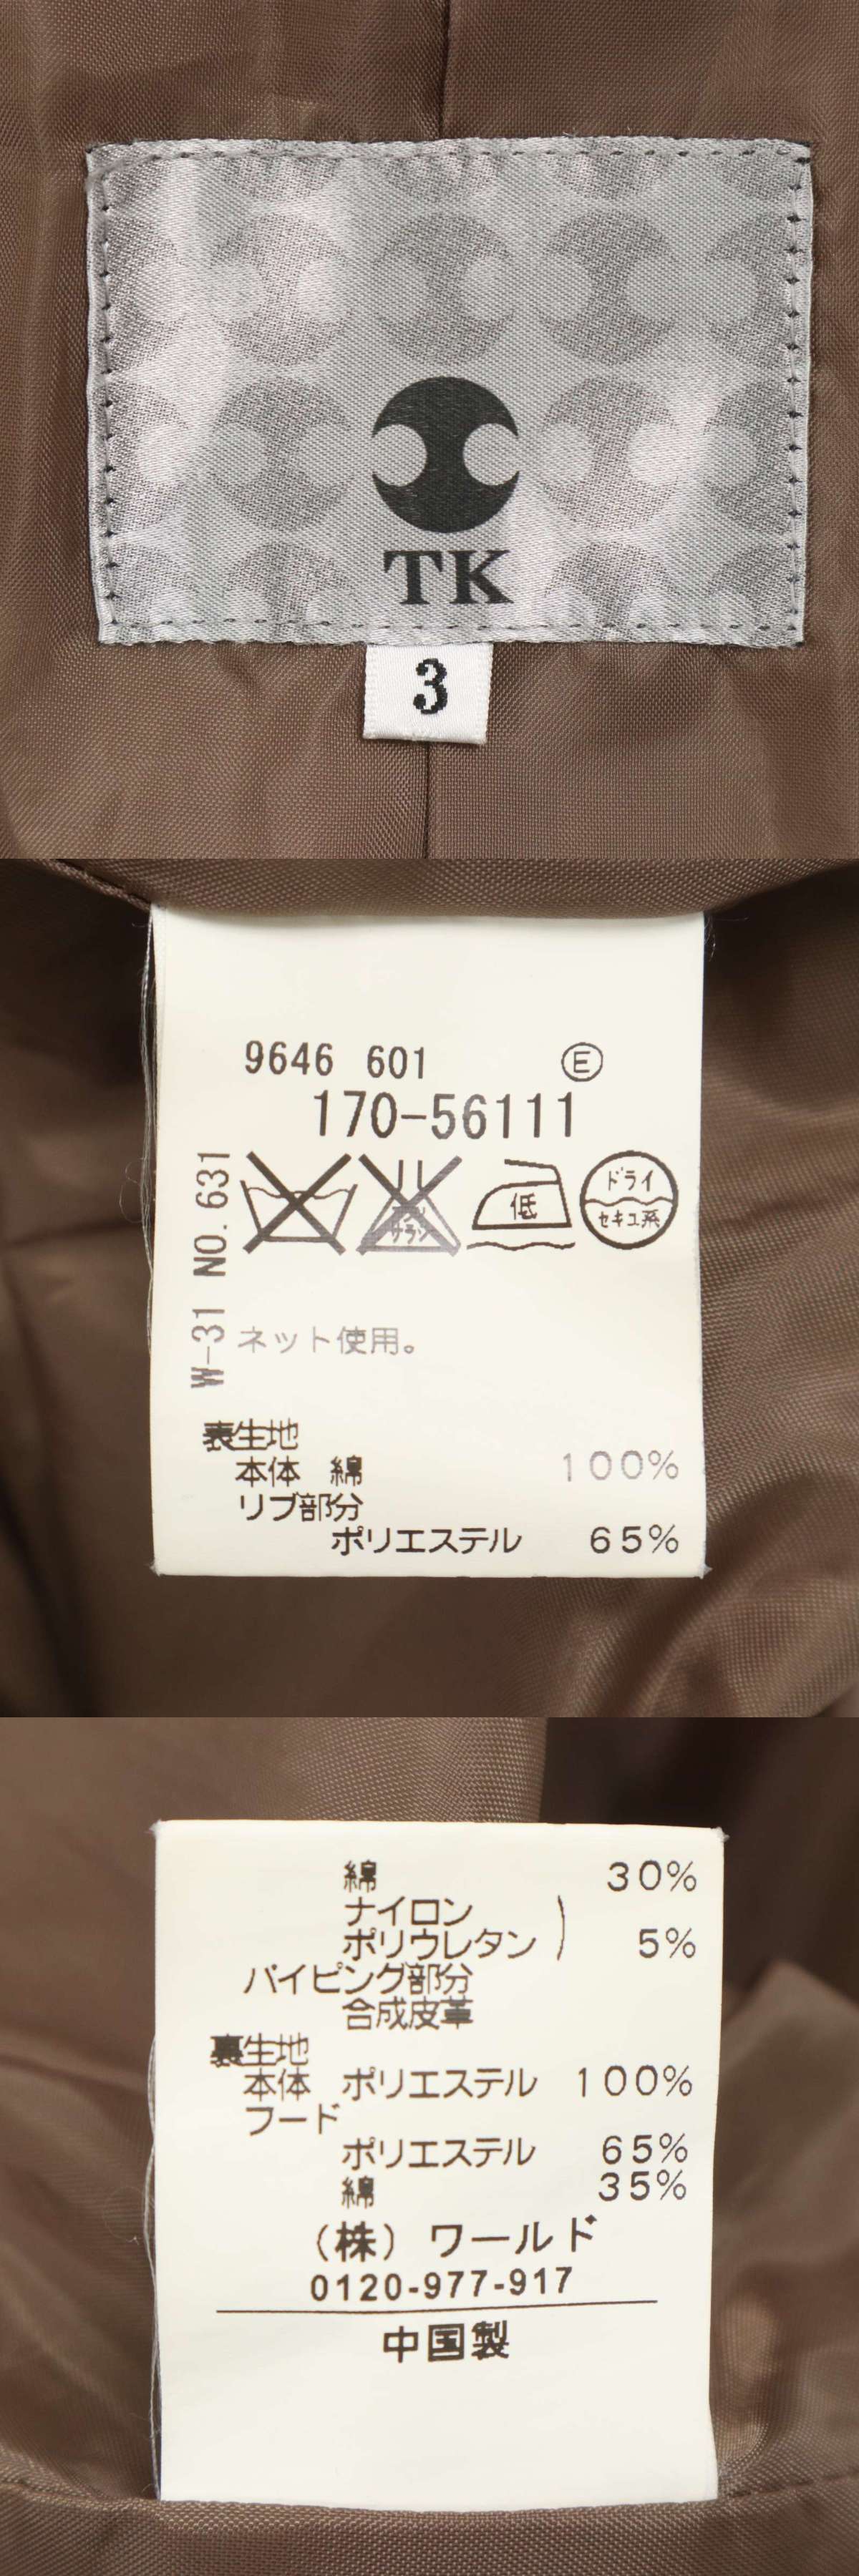 TK
3
9646 601 Ⓔ
170-56111
低
ドライ
セキユ系
W-31 NO.631
ネット使用。
表生地
本体 綿 100%
リブ部分
ポリエステル 65%
綿 30%
ナイロン
ポリウレタン ) 5%
パイピング部分
合成皮革
裏生地
本体 ポリエステル 100%
フード
ポリエステル 65%
綿 35%
(株)ワールド
0120-977-917
中国製